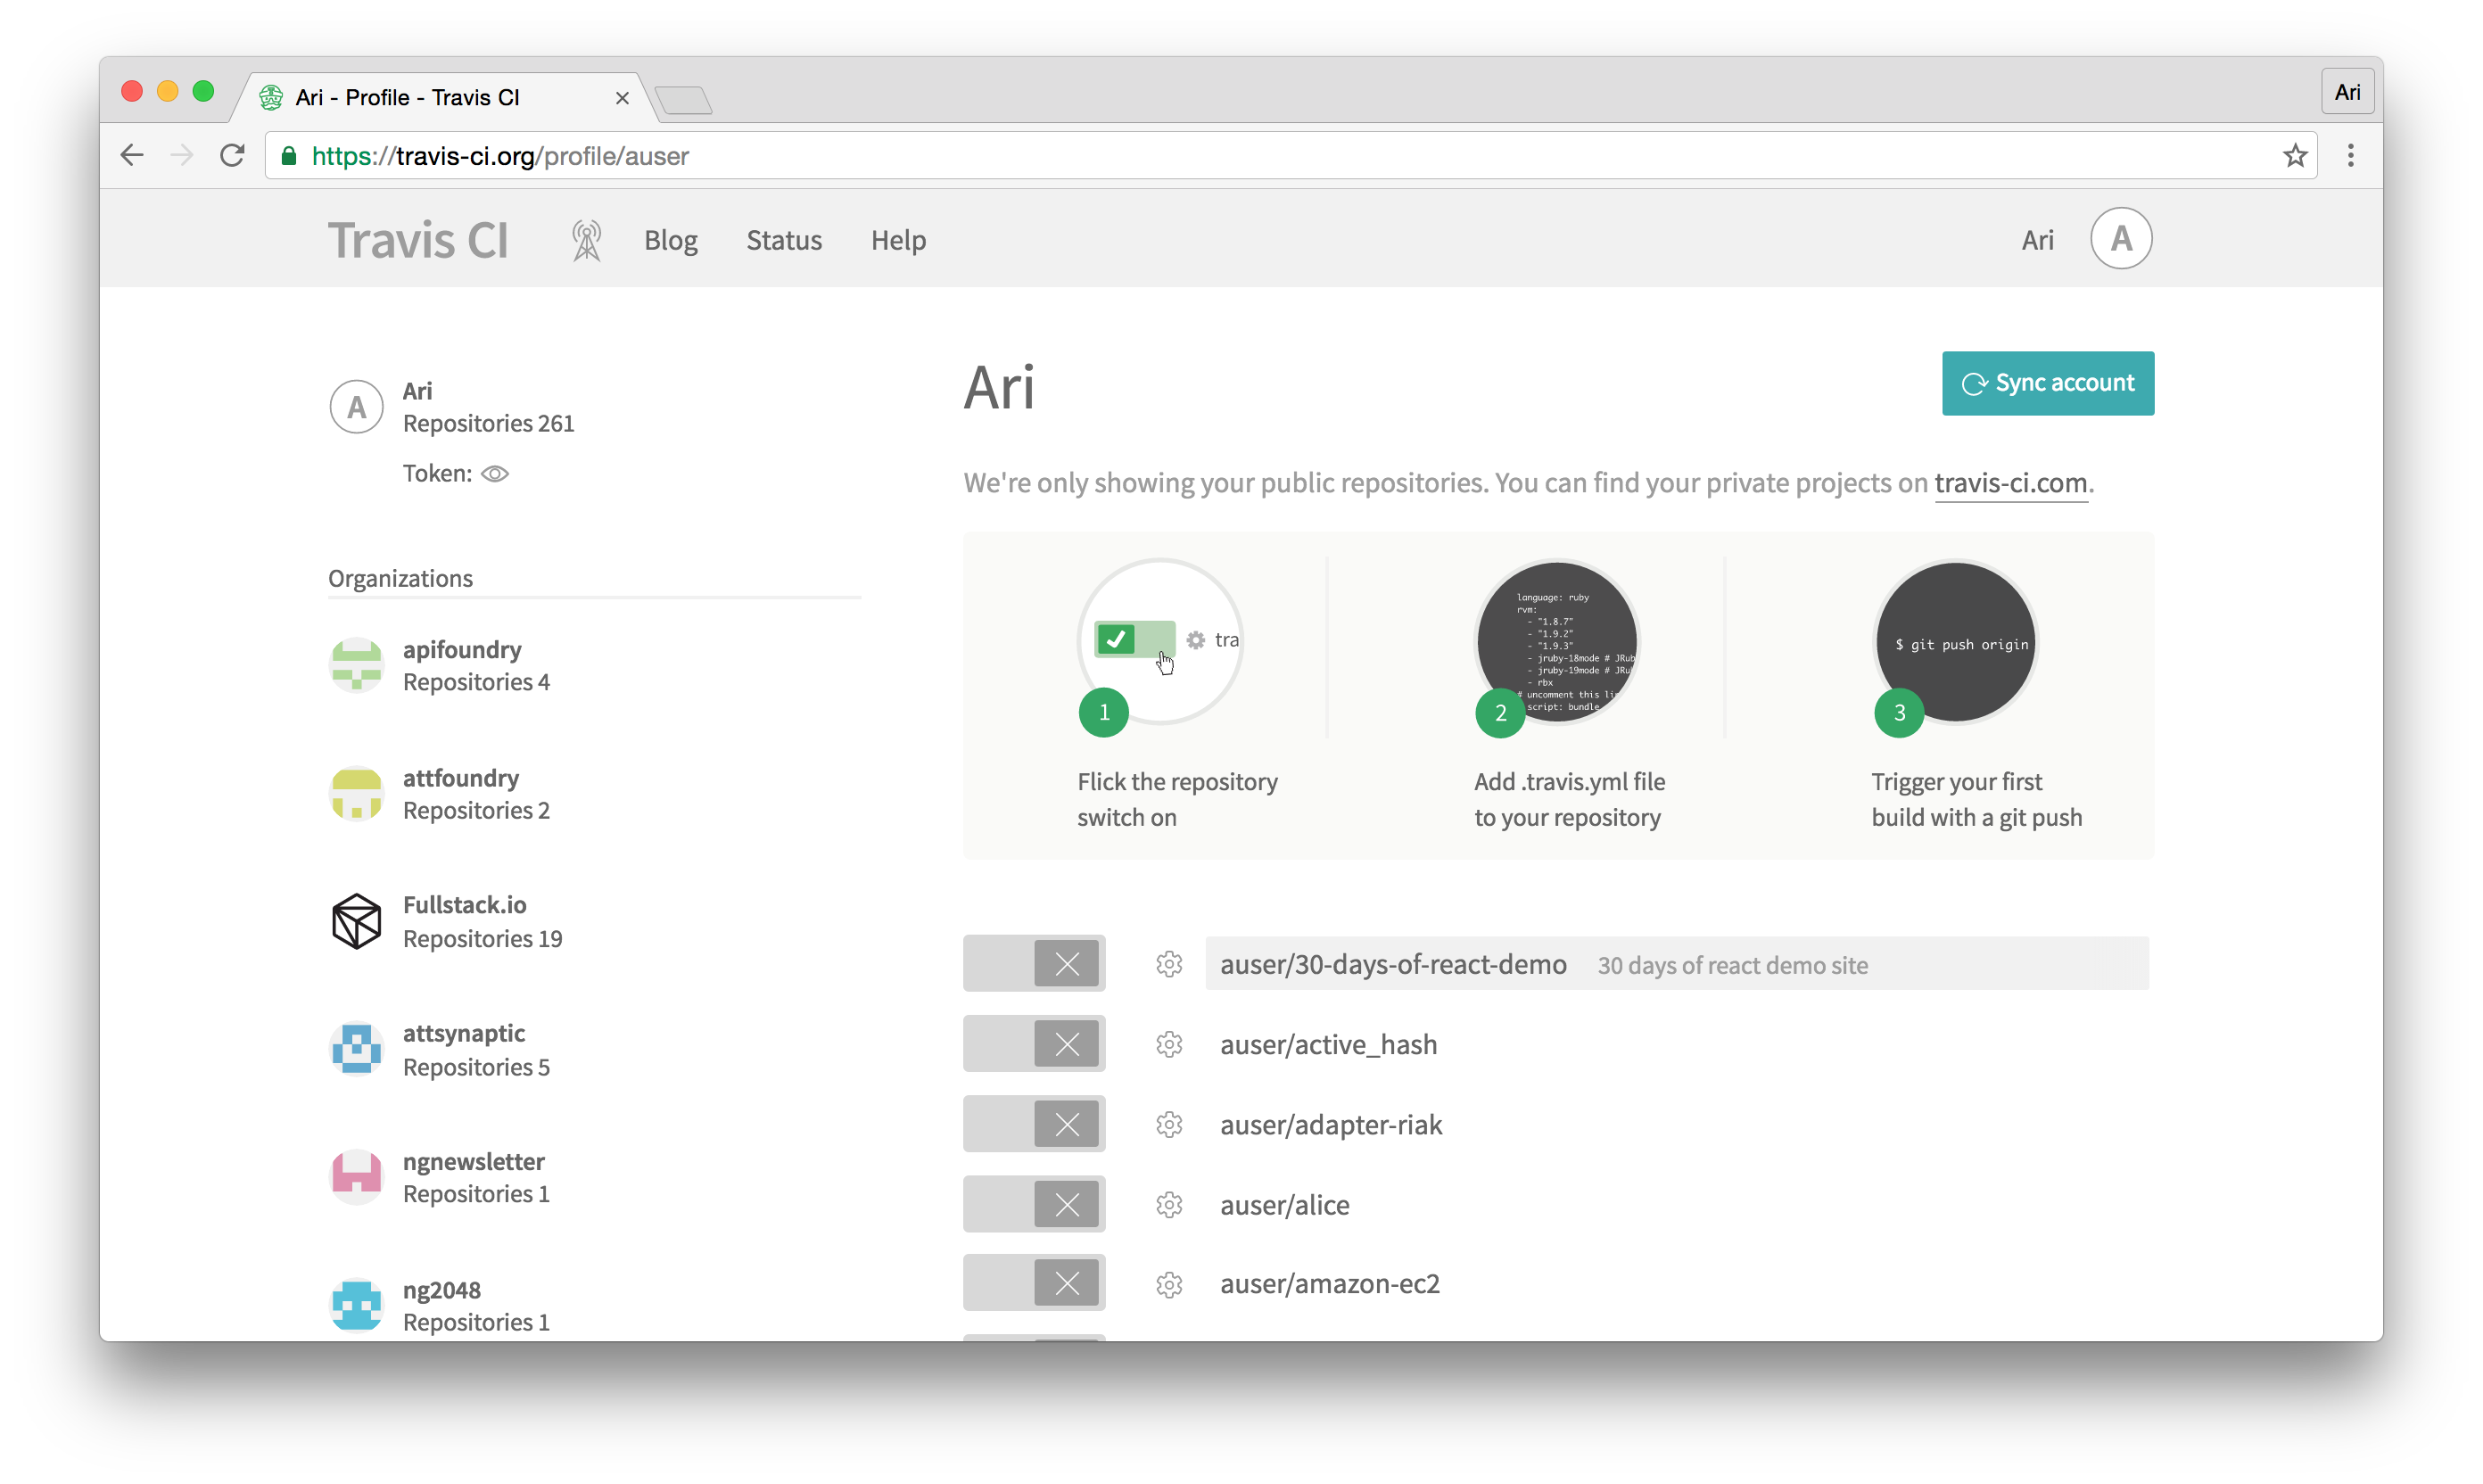 Ari - Profile - Travis CI
Ari
https://travis-ci.org/profile/auser
Travis CI
Blog
Status
Help
Ari
A
A
Ari
Repositories 261
Token:
Organizations
apifoundry
Repositories 4
attfoundry
Repositories 2
Fullstack.io
Repositories 19
attsynaptic
Repositories 5
ngnewsletter
Repositories 1
ng2048
Repositories 1
Ari
Sync account
We're only showing your public repositories. You can find your private projects on travis-ci.com.
tra
1
Flick the repository
switch on
language: ruby
rvm:
- "1.8.7"
- "1.9.2"
- "1.9.3"
- jruby-18mode # JRub
- jruby-19mode # JRu
- rbx
# uncomment this li
script: bundle
2
Add .travis.yml file
to your repository
$ git push origin
3
Trigger your first
build with a git push
auser/30-days-of-react-demo 30 days of react demo site
auser/active_hash
auser/adapter-riak
auser/alice
auser/amazon-ec2